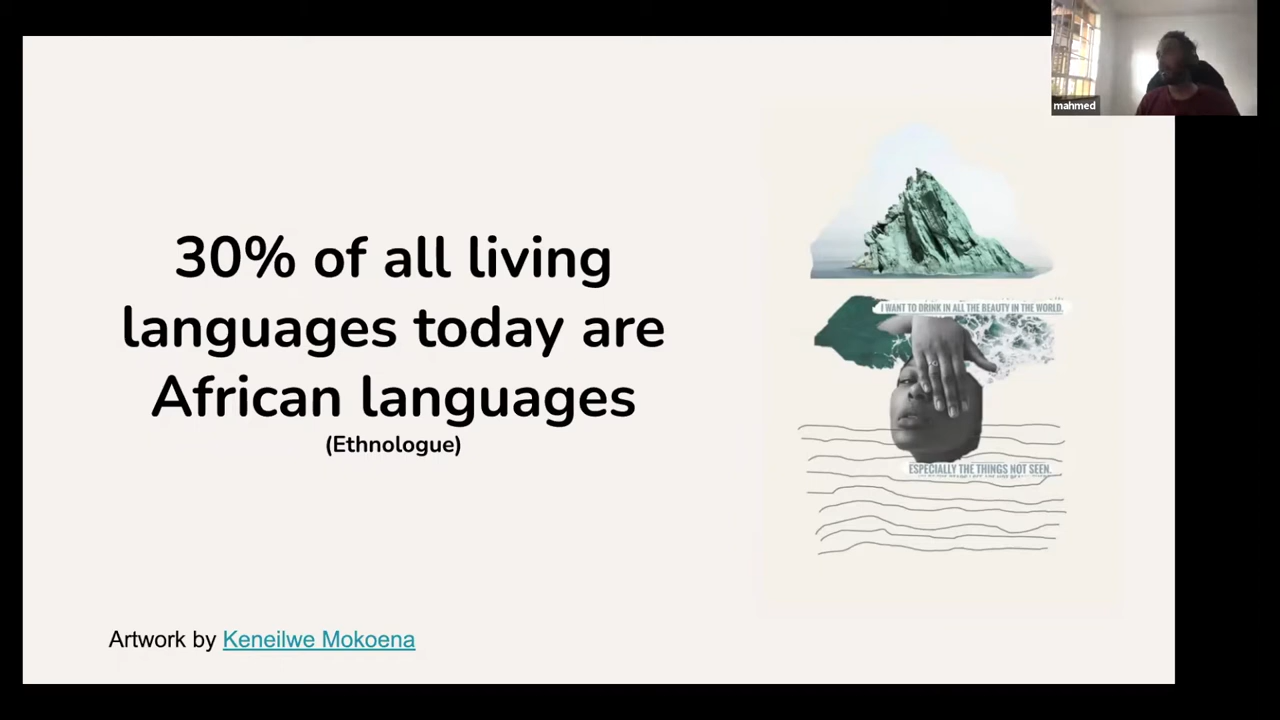 mahmed
30% of all living
languages today are
African languages
(Ethnologue)
I WANT TO DRINK IN ALL THE BEAUTY IN THE WORLD.
ESPECIALLY THE THINGS NOT SEEN.
Artwork by Keneilwe Mokoena